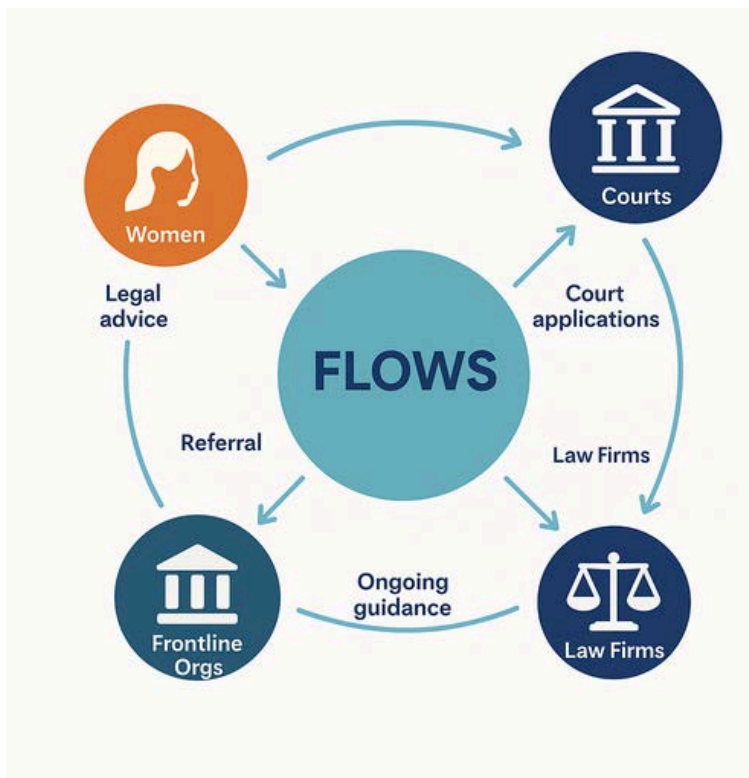 Women
Courts
Legal
advice
Court
applications
FLOWS
Referral
Law Firms
Ongoing
guidance
Frontline
Orgs
Law Firms